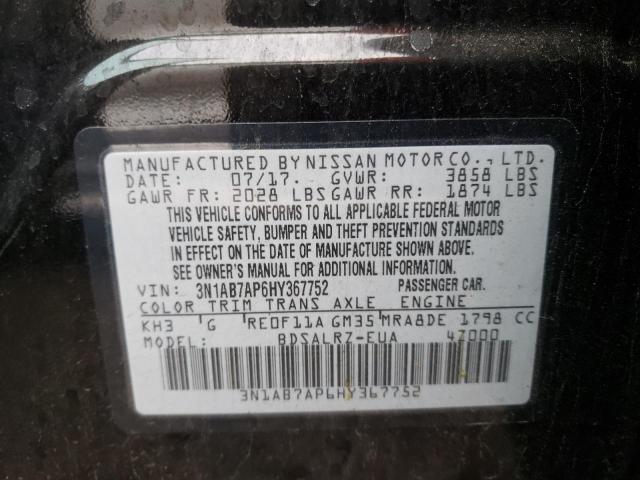 MANUFACTURED BY NISSAN MOTOR CO., LTD.
DATE: 07/17. GVWR: 3858 LBS
GAWR FR: 2028 LBS GAWR RR: 1874 LBS
THIS VEHICLE CONFORMS TO ALL APPLICABLE FEDERAL MOTOR
VEHICLE SAFETY, BUMPER AND THEFT PREVENTION STANDARDS
IN EFFECT ON THE DATE OF MANUFACTURE SHOWN ABOVE.
SEE OWNER'S MANUAL FOR ADDITIONAL INFORMATION.
VIN: 3N1AB7AP6HY367752 PASSENGER CAR.
COLOR TRIM TRANS AXLE ENGINE
KH3 G RE0F11A GM35 MRA8DE 1798 CC
MODEL: BDSALRZ-EUA 4Z000
3N1AB7AP6HY367752